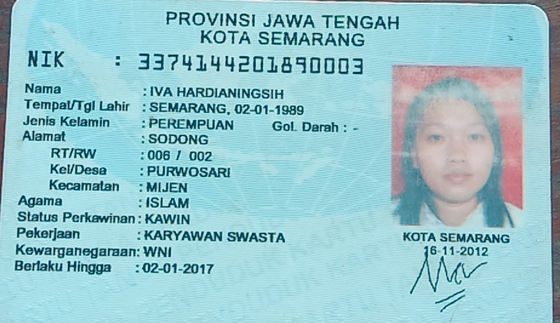 PROVINSI JAWA TENGAH
KOTA SEMARANG
NIK : 3374144201890003
Nama : IVA HARDIANINGSIH
Tempat/Tgl Lahir : SEMARANG, 02-01-1989
Jenis Kelamin : PEREMPUAN Gol. Darah : -
Alamat : SODONG
RT/RW : 006 / 002
Kel/Desa : PURWOSARI
Kecamatan : MIJEN
Agama : ISLAM
Status Perkawinan: KAWIN
Pekerjaan : KARYAWAN SWASTA
Kewarganegaraan: WNI
Berlaku Hingga : 02-01-2017
KOTA SEMARANG
16-11-2012